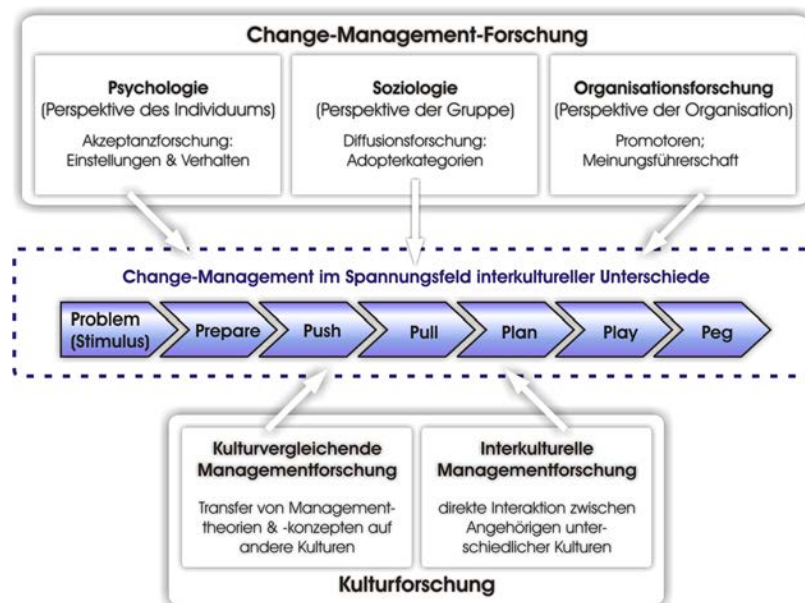 Change-Management-Forschung
Psychologie
(Perspektive des Individuums)
Akzeptanzforschung:
Einstellungen & Verhalten
Soziologie
(Perspektive der Gruppe)
Diffusionsforschung:
Adopterkategorien
Organisationsforschung
(Perspektive der Organisation)
Promotoren;
Meinungsführerschaft
Change-Management im Spannungsfeld interkultureller Unterschiede
Problem
(Stimulus)
Prepare
Push
Pull
Plan
Play
Peg
Kulturvergleichende
Managementforschung
Transfer von Management-
theorien & -konzepten auf
andere Kulturen
Interkulturelle
Managementforschung
direkte Interaktion zwischen
Angehörigen unter-
schiedlicher Kulturen
Kulturforschung